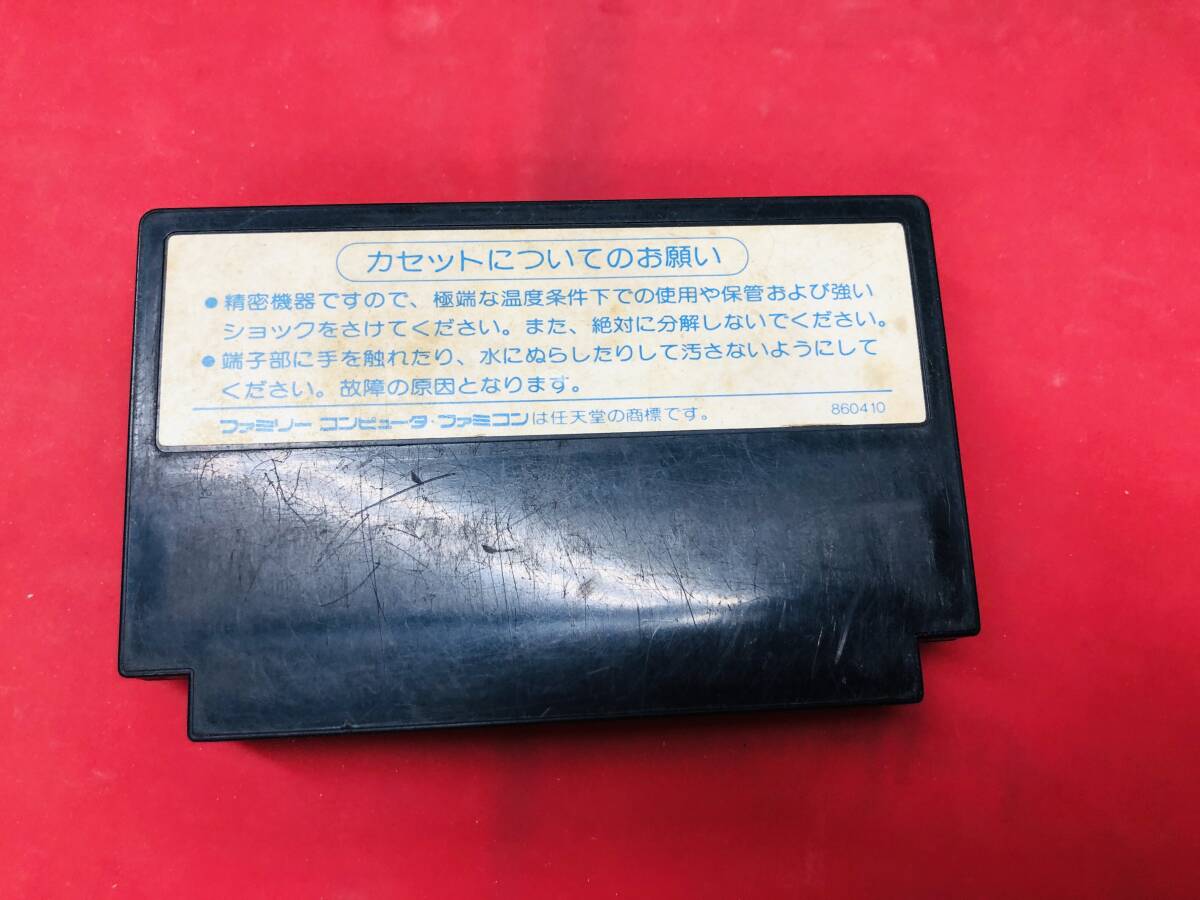 カセットについてのお願い
●精密機器ですので、極端な温度条件下での使用や保管および強い
ショックをさけてください。また、絶対に分解しないでください。
●端子部に手を触れたり、水にぬらしたりして汚さないようにして
ください。故障の原因となります。
ファミリー コンピュータ・ファミコンは任天堂の商標です。 860410